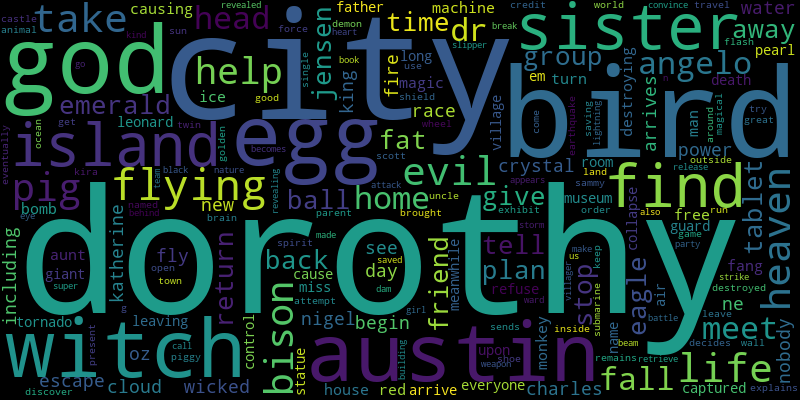 dorothy
city
bird
god
egg
witch
austin
sister
island
flying
find
heaven
life
pig
evil
bison
head
take
help
home
time
dr
away
angelo
meet
fall
eagle
stop
emerald
return
back
ball
fat
give
tell
plan
friend
jensen
group
tablet
king
fire
ice
race
magic
machine
father
causing
water
pearl
death
power
man
room
museum
crystal
village
turn
em
arrives
destroying
long
leonard
new
bomb
fly
oz
cloud
wicked
escape
leaving
tornado
giant
aunt
including
katherine
control
statue
house
nigel
begin
miss
cause
see
day
meanwhile
refuse
upon
arrive
everyone
red
charles
monkey
name
captured
nobody
ne
air
fang
guard
free
collapse
exhibit
order
uncle
brought
parent
spirit
made
attempt
saved
dam
girl
storm
ward
sends
shoe
weapon
building
inside
submarine
villager
make
us
keep
beam
remains
retrieve
decides
wall
battle
leave
travel
destroyed
strike
party
game
also
run
release
outside
land
sammy
saving
lightning
earthquake
come
around
magical
try
great
flash
convince
world
credit
break
slipper
demon
heart
book
shield
use
good
single
force
sun
revealed
kind
go
castle
animal
ocean
get
twin
golden
eventually
kira
becomes
scott
wheel
attack
appears
revealing
black
nature
team
named
behind
brain
eye
open
town
super
call
piggy
present
discover
explains